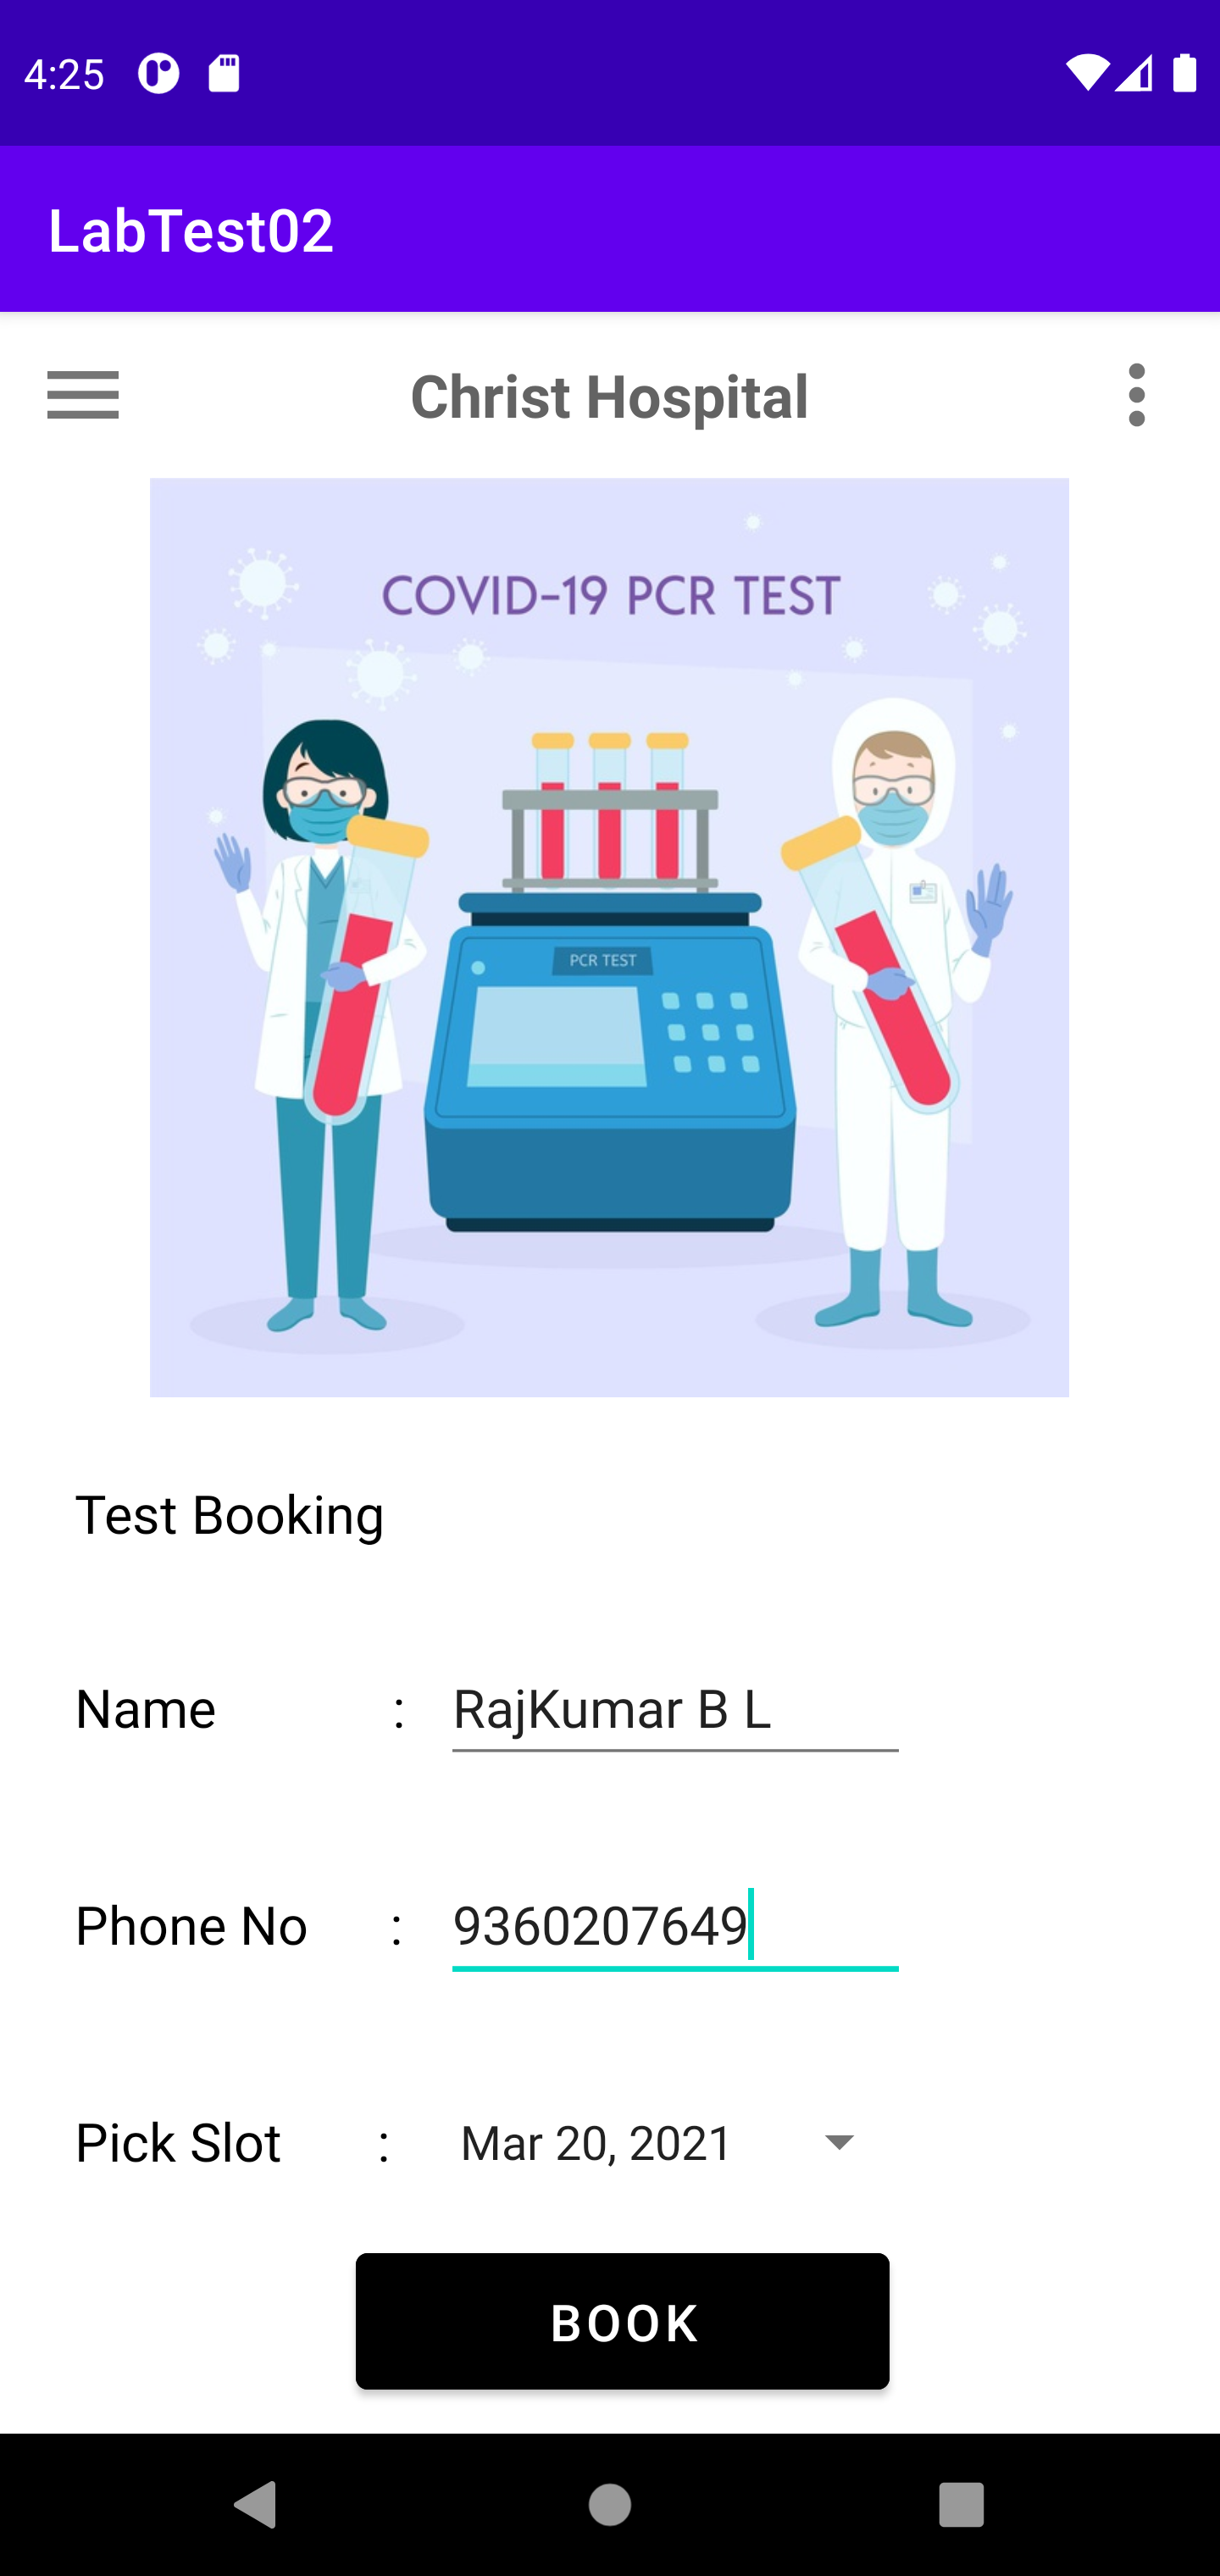 4:25
LabTest02
Christ Hospital
COVID-19 PCR TEST
PCR TEST
Test Booking
Name : RajKumar B L
Phone No : 9360207649
Pick Slot : Mar 20, 2021
BOOK